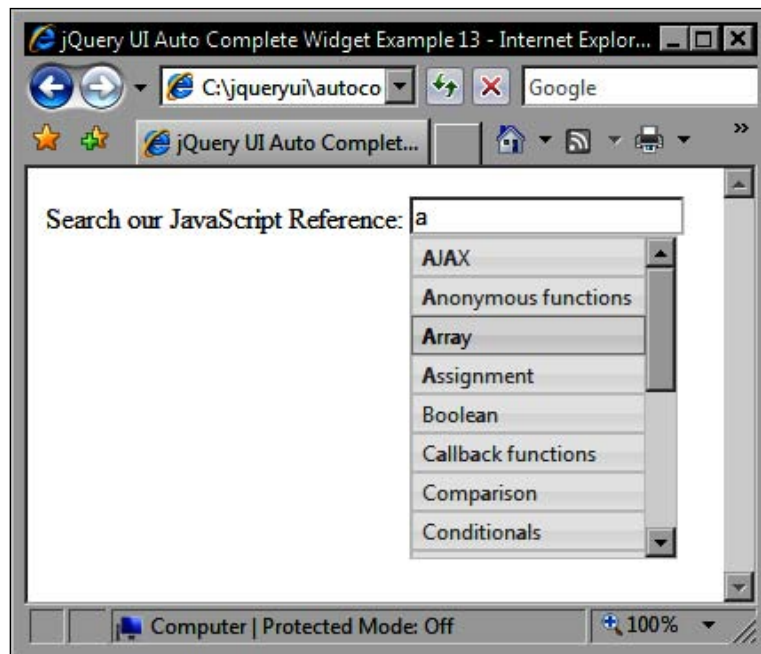 jQuery UI Auto Complete Widget Example 13 - Internet Explor...
C:\jqueryui\autoco
Google
jQuery UI Auto Complet...
»
Search our JavaScript Reference: a
AJAX
Anonymous functions
Array
Assignment
Boolean
Callback functions
Comparison
Conditionals
Computer | Protected Mode: Off
100%